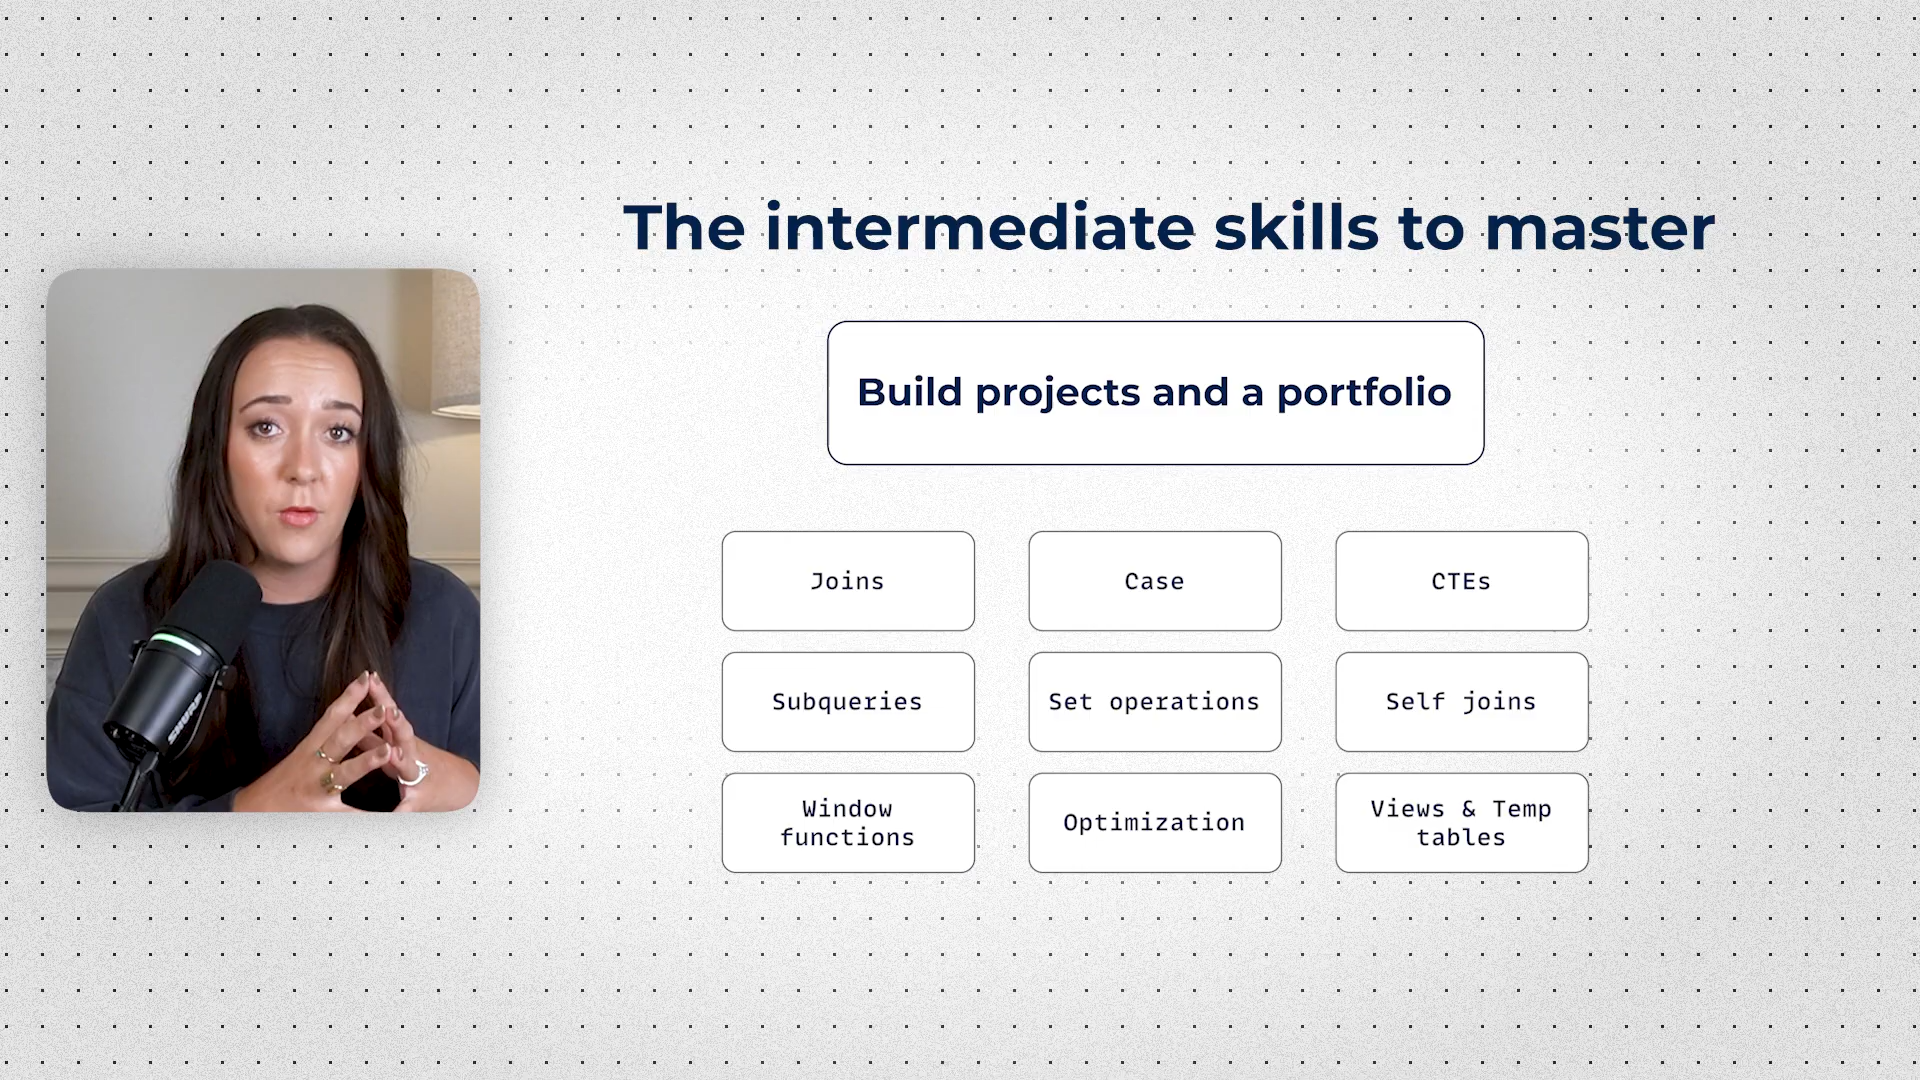 The intermediate skills to master
Build projects and a portfolio
Joins
Case
CTEs
Subqueries
Set operations
Self joins
Window
functions
Optimization
Views & Temp
tables
SHURE